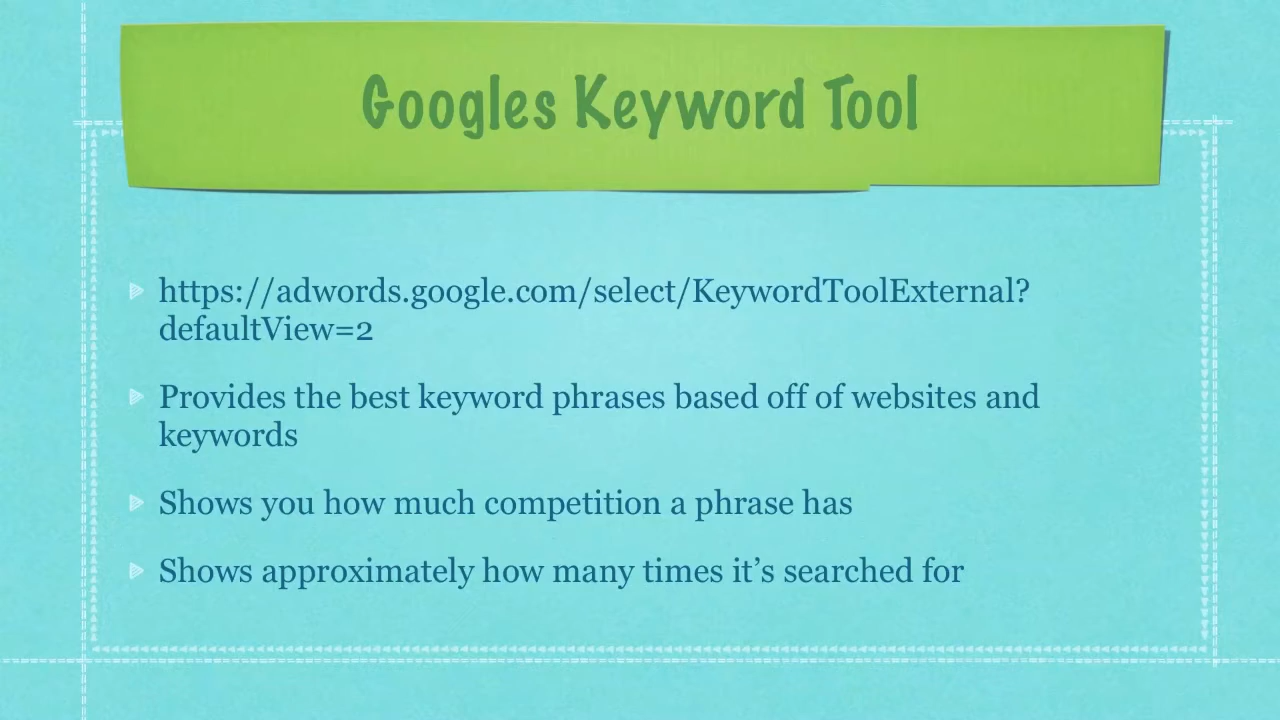 Googles Keyword Tool
https://adwords.google.com/select/KeywordToolExternal?
defaultView=2
Provides the best keyword phrases based off of websites and
keywords
Shows you how much competition a phrase has
Shows approximately how many times it’s searched for